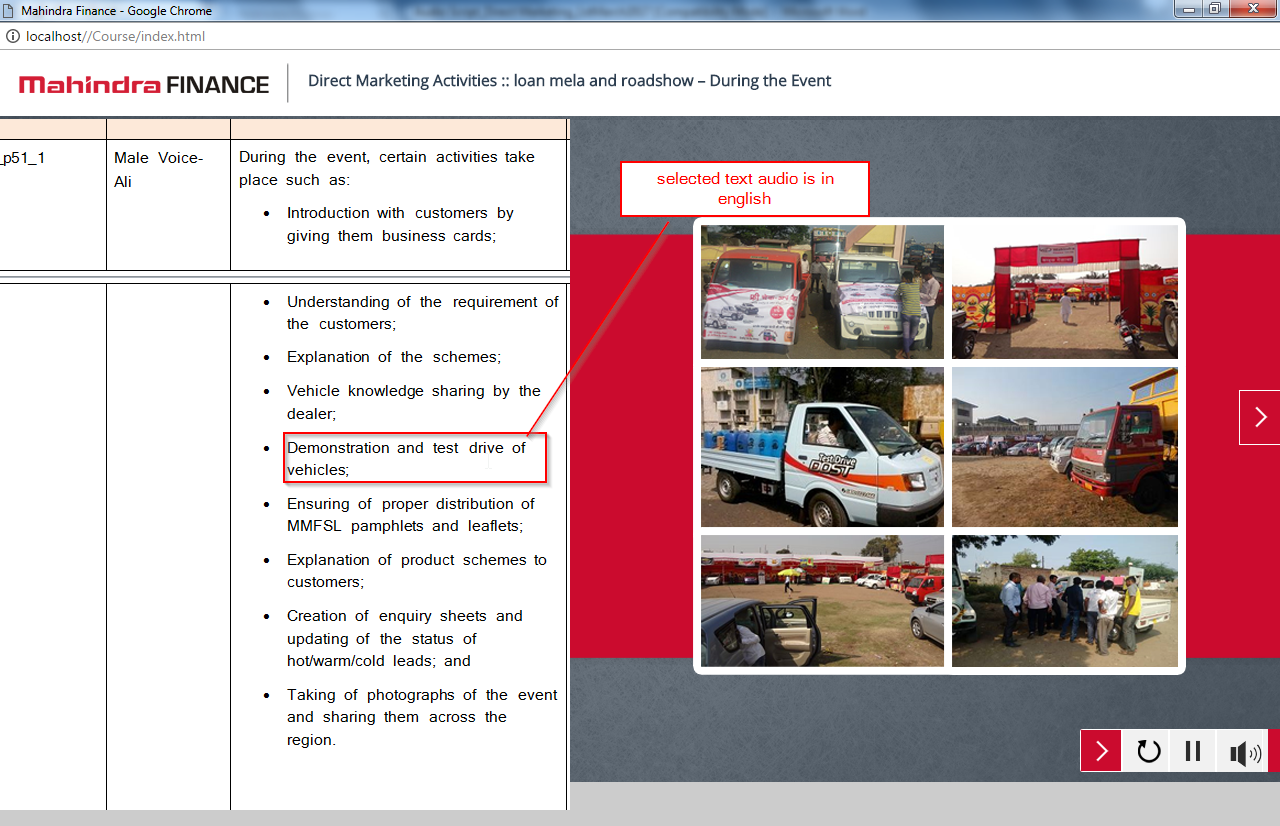 Mahindra Finance - Google Chrome
localhost//Course/index.html
Mahindra FINANCE
Direct Marketing Activities :: loan mela and roadshow – During the Event
_p51_1
Male Voice-
Ali
During the event, certain activities take
place such as:
• Introduction with customers by
giving them business cards;
• Understanding of the requirement of
the customers;
• Explanation of the schemes;
• Vehicle knowledge sharing by the
dealer;
• Demonstration and test drive of
vehicles;
• Ensuring of proper distribution of
MMFSL pamphlets and leaflets;
• Explanation of product schemes to
customers;
• Creation of enquiry sheets and
updating of the status of
hot/warm/cold leads; and
• Taking of photographs of the event
and sharing them across the
region.
selected text audio is in
english
Test Drive
DOST